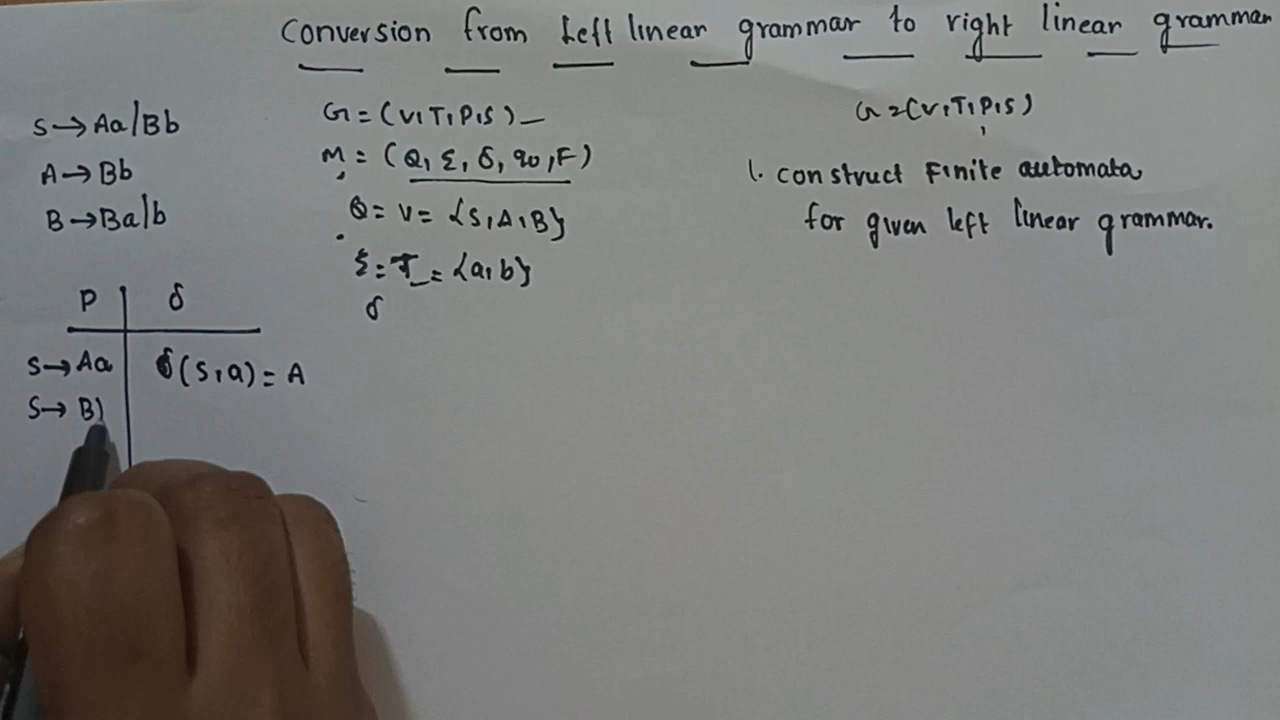 Conversion from Left linear grammar to right linear grammar
S→Aa/Bb
A→Bb
B→Ba/b
G=(V,T,P,S)
M=(Q,Σ,δ,q0,F)
Q=V={S,A,B}
Σ=T={a,b}
δ
G=(V,T,P,S)
1. construct Finite automata
for given left linear grammar.
P δ
S→Aa δ(S,a)=A
S→B